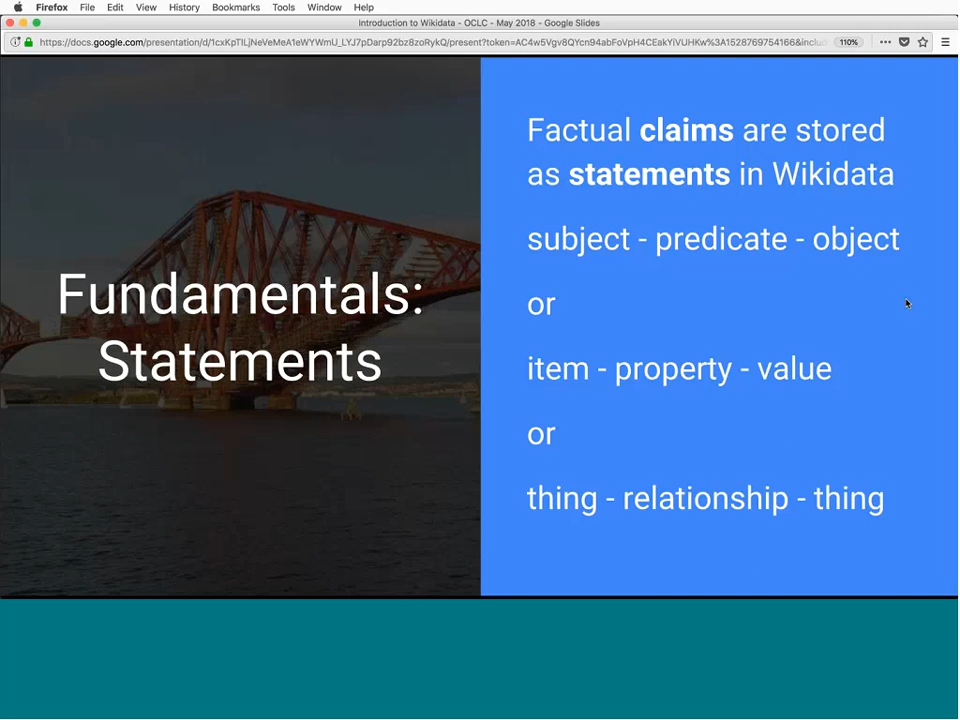 Firefox File Edit View History Bookmarks Tools Window Help
Introduction to Wikidata - OCLC - May 2018 - Google Slides
110%
Fundamentals:
Statements
Factual claims are stored
as statements in Wikidata
subject - predicate - object
or
item - property - value
or
thing - relationship - thing